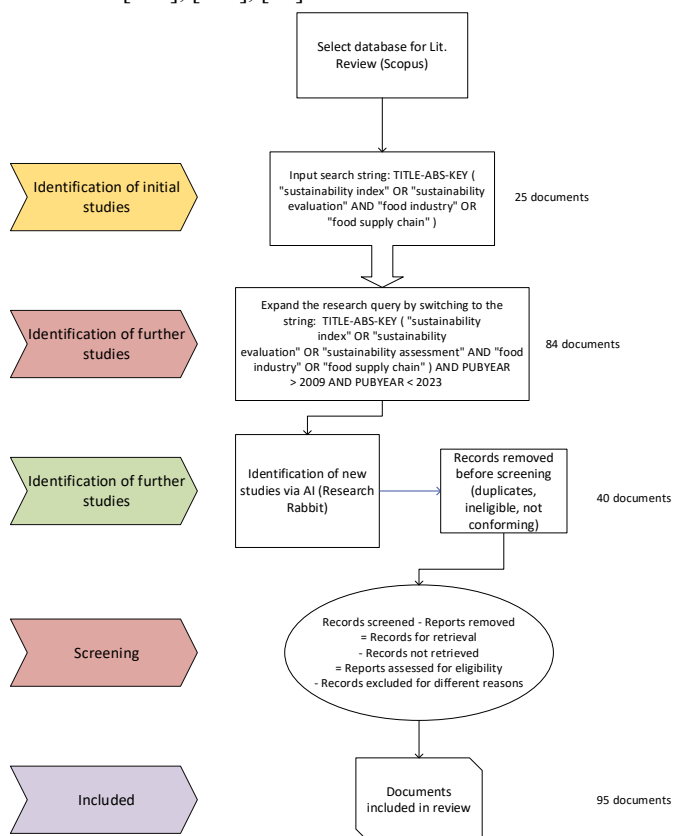 Select database for Lit.
Review (Scopus)
Identification of initial
studies
Input search string: TITLE-ABS-KEY (
"sustainability index" OR "sustainability
evaluation" AND "food industry" OR
"food supply chain" )
25 documents
Identification of further
studies
Expand the research query by switching to the
string: TITLE-ABS-KEY ( "sustainability
index" OR "sustainability
evaluation" OR "sustainability assessment" AND "food
industry" OR "food supply chain" ) AND PUBYEAR
> 2009 AND PUBYEAR < 2023
84 documents
Identification of further
studies
Identification of new
studies via AI (Research
Rabbit)
Records removed
before screening
(duplicates,
ineligible, not
conforming)
40 documents
Screening
Records screened - Reports removed
= Records for retrieval
- Records not retrieved
= Reports assessed for eligibility
- Records excluded for different reasons
Included
Documents
included in review
95 documents